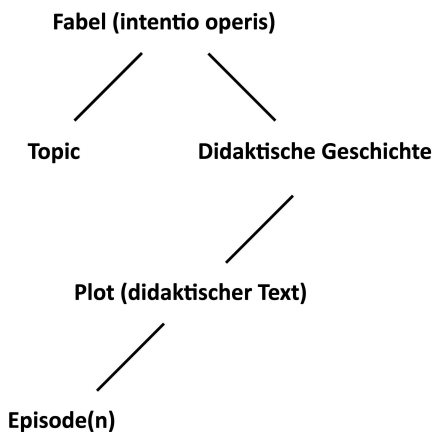 Fabel (intentio operis)
Topic
Didaktische Geschichte
Plot (didaktischer Text)
Episode(n)